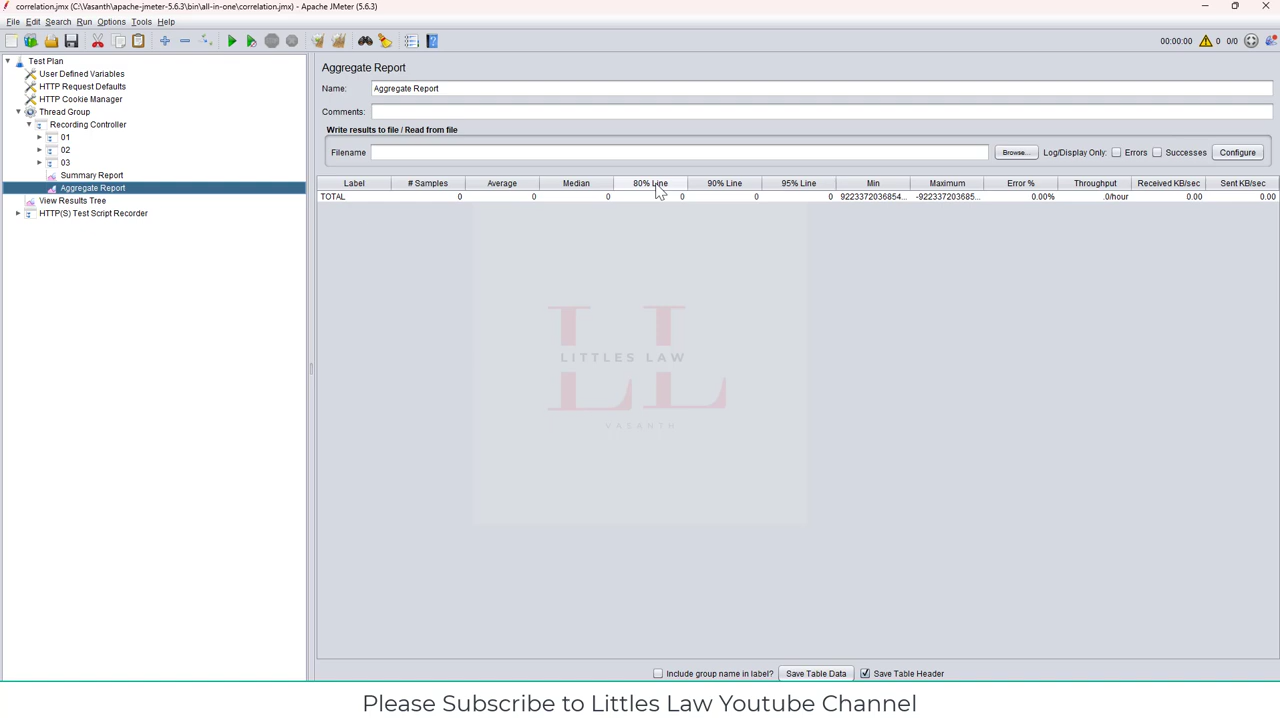 correlation.jmx (C:\Vasanth\apache-jmeter-5.6.3\bin\all-in-one\correlation.jmx) - Apache JMeter (5.6.3)
File Edit Search Run Options Tools Help
00:00:00 0 0/0
Test Plan
User Defined Variables
HTTP Request Defaults
HTTP Cookie Manager
Thread Group
Recording Controller
01
02
03
Summary Report
Aggregate Report
View Results Tree
HTTP(S) Test Script Recorder
Aggregate Report
Name: Aggregate Report
Comments:
Write results to file / Read from file
Filename Browse... Log/Display Only: Errors Successes Configure
Label # Samples Average Median 80% Line 90% Line 95% Line Min Maximum Error % Throughput Received KB/sec Sent KB/sec
TOTAL 0 0 0 0 0 0 9223372036854... -922337203685... 0.00% .0/hour 0.00 0.00
LL
LITTLES LAW
VASANTH
Include group name in label? Save Table Data Save Table Header
Please Subscribe to Littles Law Youtube Channel